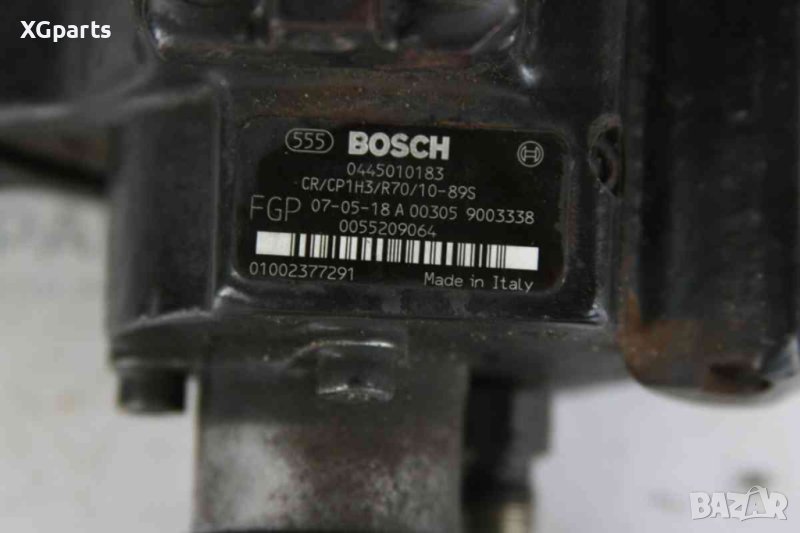 XGparts
555 BOSCH
0445010183
CR/CP1H3/R70/10-89S
FGP 07-05-18 A 00305 9003338
0055209064
01002377291 Made in Italy
BAZAR